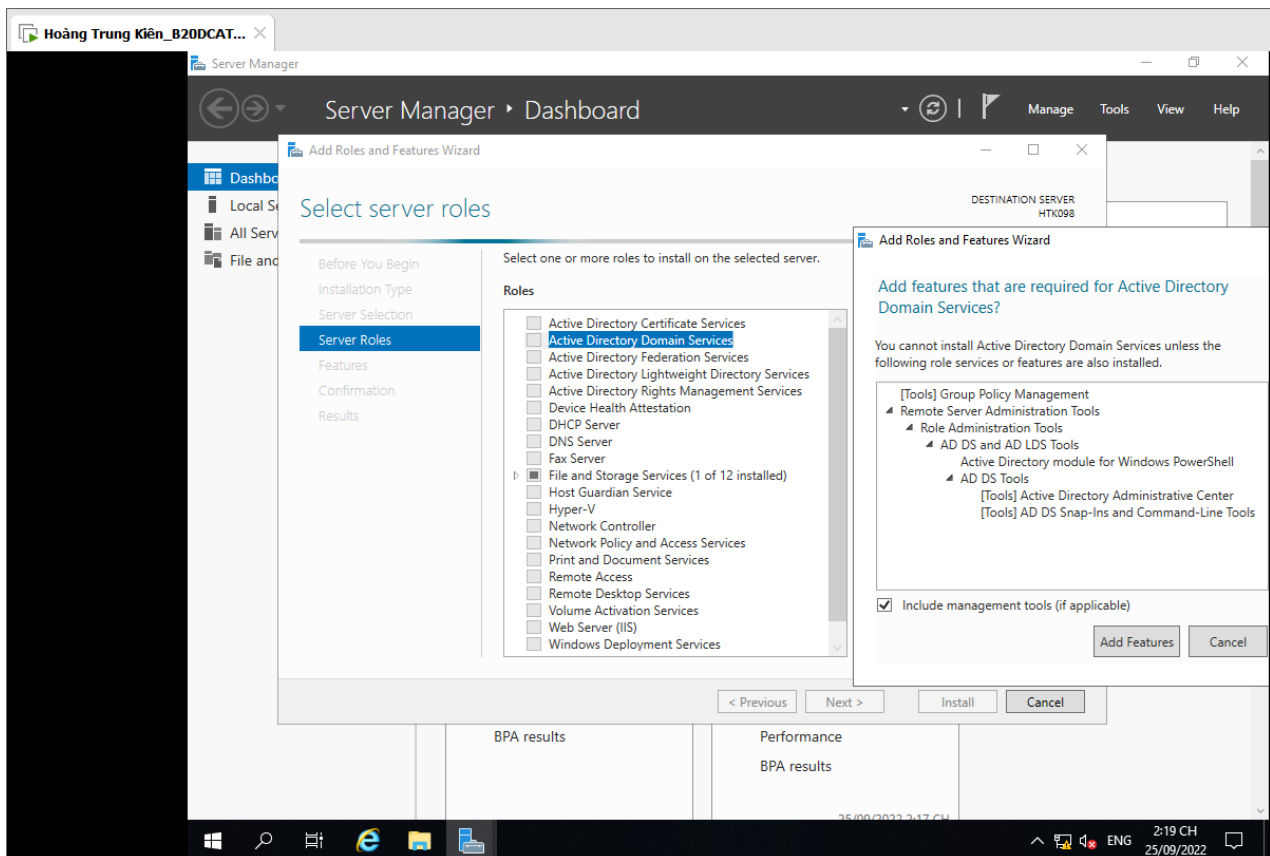 Hoàng Trung Kiên_B20DCAT...
Server Manager
Server Manager ‣ Dashboard
Manage Tools View Help
Add Roles and Features Wizard
Dashbo
Local Se
All Serv
File and
Select server roles
DESTINATION SERVER
HTK098
Before You Begin
Installation Type
Server Selection
Server Roles
Features
Confirmation
Results
Select one or more roles to install on the selected server.
Roles
Active Directory Certificate Services
Active Directory Domain Services
Active Directory Federation Services
Active Directory Lightweight Directory Services
Active Directory Rights Management Services
Device Health Attestation
DHCP Server
DNS Server
Fax Server
File and Storage Services (1 of 12 installed)
Host Guardian Service
Hyper-V
Network Controller
Network Policy and Access Services
Print and Document Services
Remote Access
Remote Desktop Services
Volume Activation Services
Web Server (IIS)
Windows Deployment Services
< Previous Next > Install Cancel
Add Roles and Features Wizard
Add features that are required for Active Directory
Domain Services?
You cannot install Active Directory Domain Services unless the
following role services or features are also installed.
[Tools] Group Policy Management
Remote Server Administration Tools
Role Administration Tools
AD DS and AD LDS Tools
Active Directory module for Windows PowerShell
AD DS Tools
[Tools] Active Directory Administrative Center
[Tools] AD DS Snap-Ins and Command-Line Tools
Include management tools (if applicable)
Add Features Cancel
BPA results
Performance
BPA results
25/09/2022 2:17 CH
ENG
2:19 CH
25/09/2022